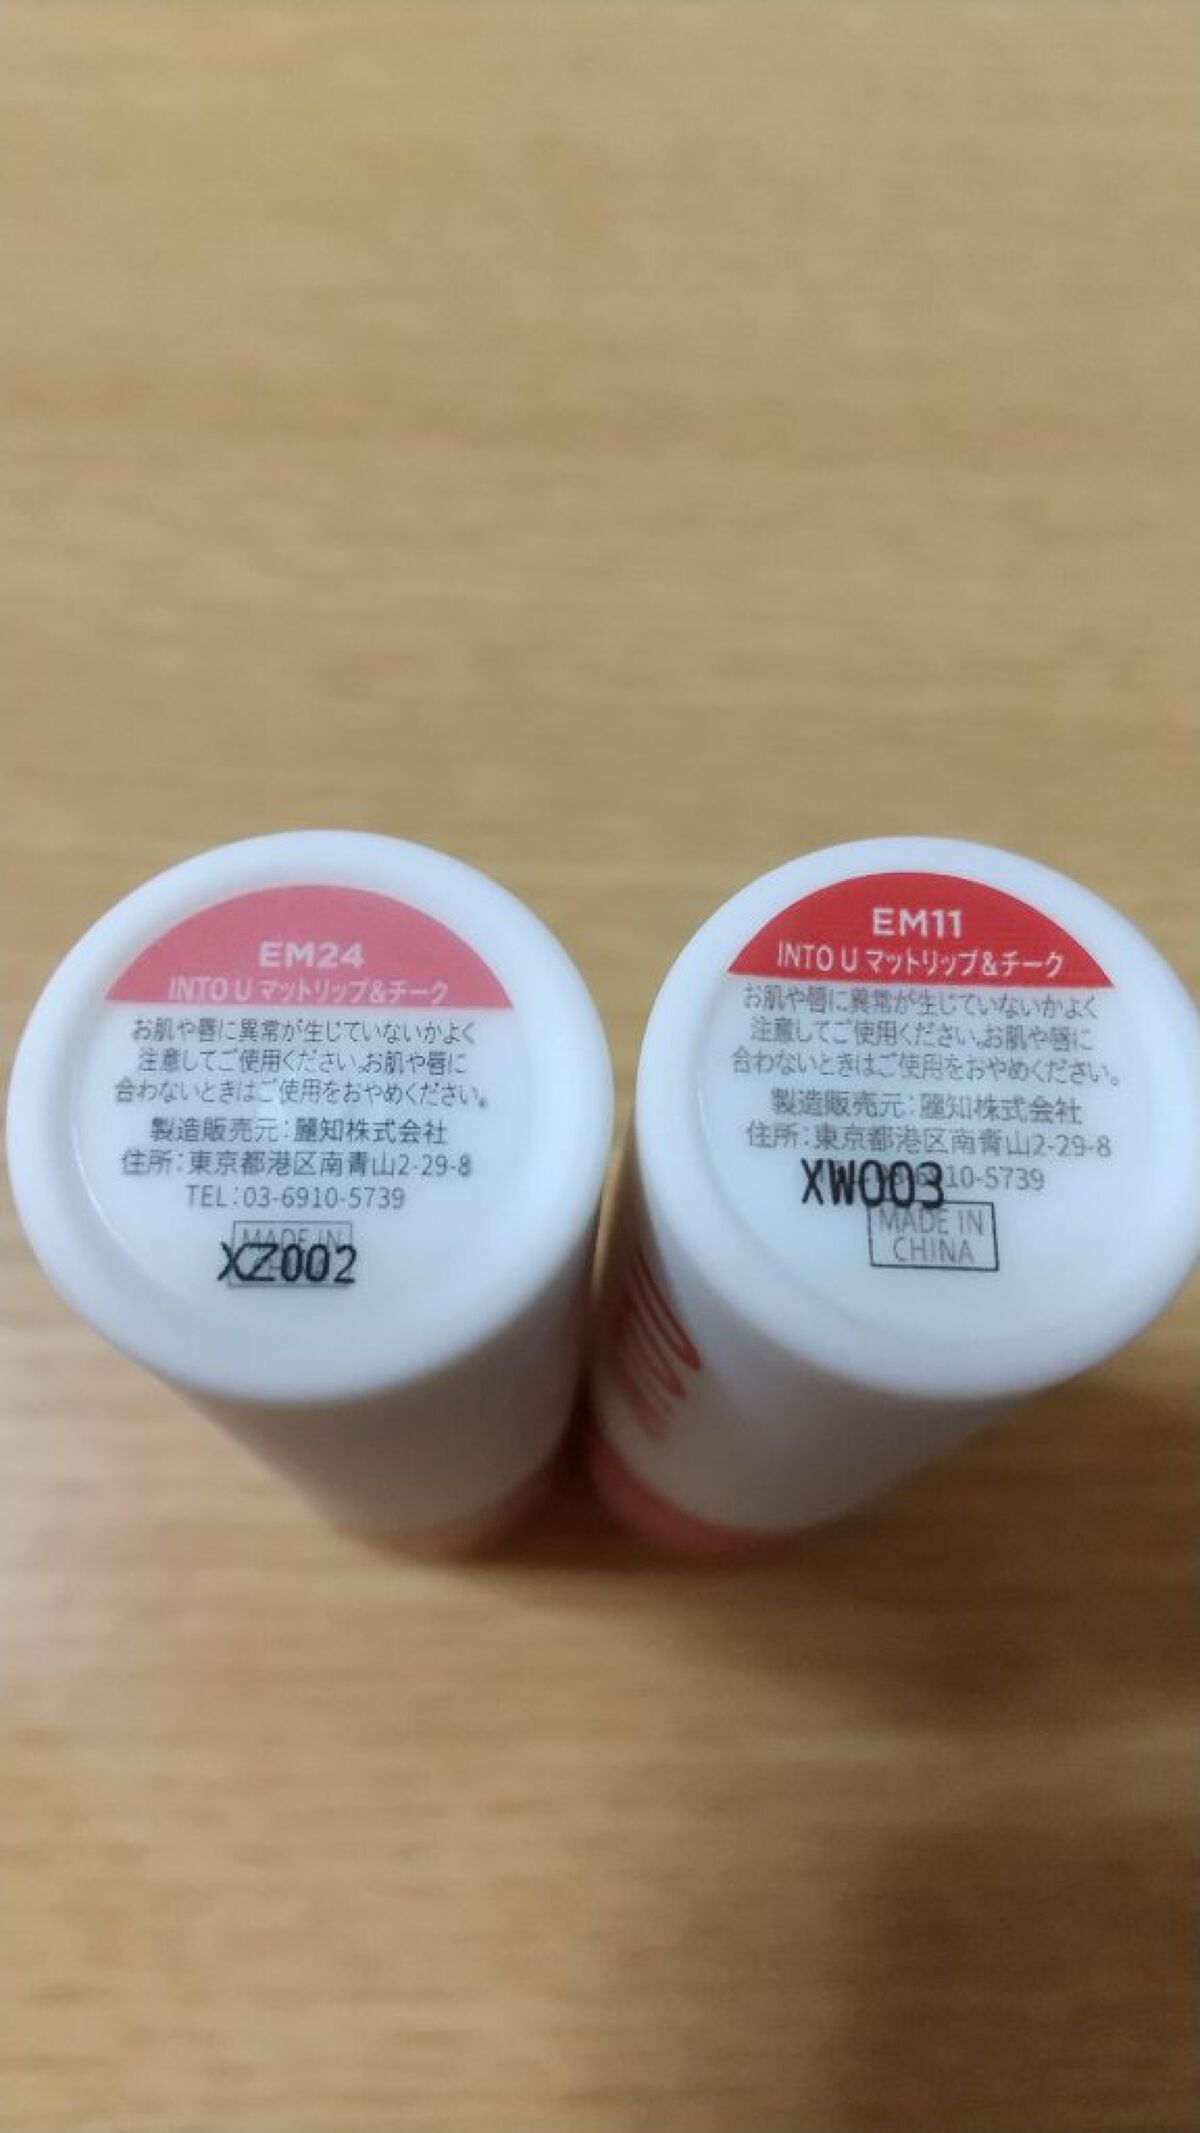 EM24
INTO U マットリップ&チーク
お肌や唇に異常が生じていないかよく
注意してご使用ください。お肌や唇に
合わないときはご使用をおやめください。
製造販売元：麗知株式会社
住所：東京都港区南青山2-29-8
TEL：03-6910-5739
MADE IN
XZ002
EM11
INTO U マットリップ&チーク
お肌や唇に異常が生じていないかよく
注意してご使用ください。お肌や唇に
合わないときはご使用をおやめください。
製造販売元：麗知株式会社
住所：東京都港区南青山2-29-8
10-5739
XW003
MADE IN
CHINA